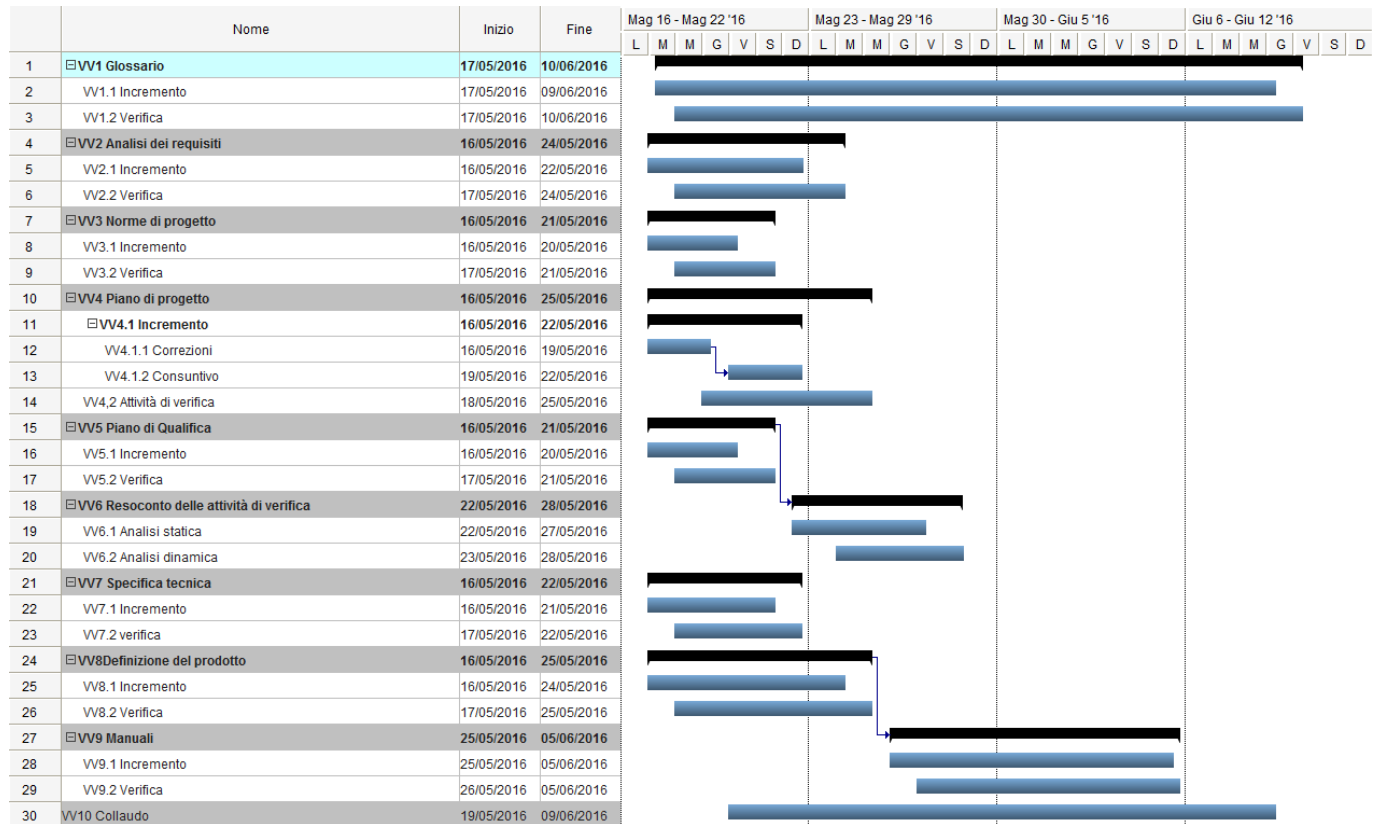 Nome Inizio Fine Mag 16 - Mag 22 '16 Mag 23 - Mag 29 '16 Mag 30 - Giu 5 '16 Giu 6 - Giu 12 '16
L M M G V S D L M M G V S D L M M G V S D L M M G V S D
1 VV1 Glossario 17/05/2016 10/06/2016
2 VV1.1 Incremento 17/05/2016 09/06/2016
3 VV1.2 Verifica 17/05/2016 10/06/2016
4 VV2 Analisi dei requisiti 16/05/2016 24/05/2016
5 VV2.1 Incremento 16/05/2016 22/05/2016
6 VV2.2 Verifica 17/05/2016 24/05/2016
7 VV3 Norme di progetto 16/05/2016 21/05/2016
8 VV3.1 Incremento 16/05/2016 20/05/2016
9 VV3.2 Verifica 17/05/2016 21/05/2016
10 VV4 Piano di progetto 16/05/2016 25/05/2016
11 VV4.1 Incremento 16/05/2016 22/05/2016
12 VV4.1.1 Correzioni 16/05/2016 19/05/2016
13 VV4.1.2 Consuntivo 19/05/2016 22/05/2016
14 VV4,2 Attività di verifica 18/05/2016 25/05/2016
15 VV5 Piano di Qualifica 16/05/2016 21/05/2016
16 VV5.1 Incremento 16/05/2016 20/05/2016
17 VV5.2 Verifica 17/05/2016 21/05/2016
18 VV6 Resoconto delle attività di verifica 22/05/2016 28/05/2016
19 VV6.1 Analisi statica 22/05/2016 27/05/2016
20 VV6.2 Analisi dinamica 23/05/2016 28/05/2016
21 VV7 Specifica tecnica 16/05/2016 22/05/2016
22 VV7.1 Incremento 16/05/2016 21/05/2016
23 VV7.2 verifica 17/05/2016 22/05/2016
24 VV8Definizione del prodotto 16/05/2016 25/05/2016
25 VV8.1 Incremento 16/05/2016 24/05/2016
26 VV8.2 Verifica 17/05/2016 25/05/2016
27 VV9 Manuali 25/05/2016 05/06/2016
28 VV9.1 Incremento 25/05/2016 05/06/2016
29 VV9.2 Verifica 26/05/2016 05/06/2016
30 VV10 Collaudo 19/05/2016 09/06/2016